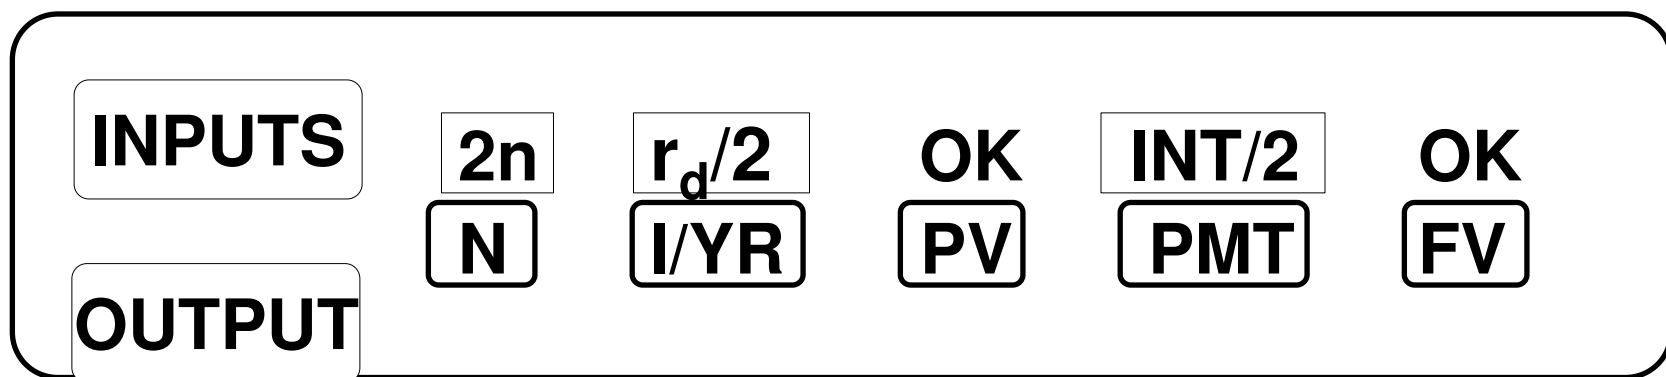 INPUTS 2n r_d/2 OK INT/2 OK
N I/YR PV PMT FV
OUTPUT